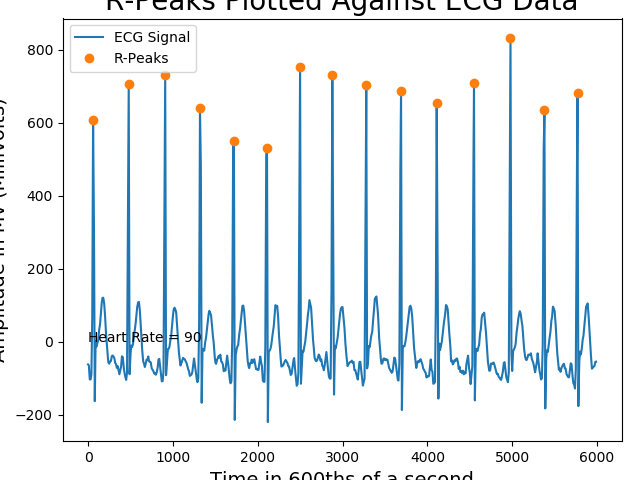 R-Peaks Plotted Against ECG Data
ECG Signal
R-Peaks
800
600
400
200
0
−200
Amplitude in MV (Millivolts)
Heart Rate = 90
0 1000 2000 3000 4000 5000 6000
Time in 600ths of a second